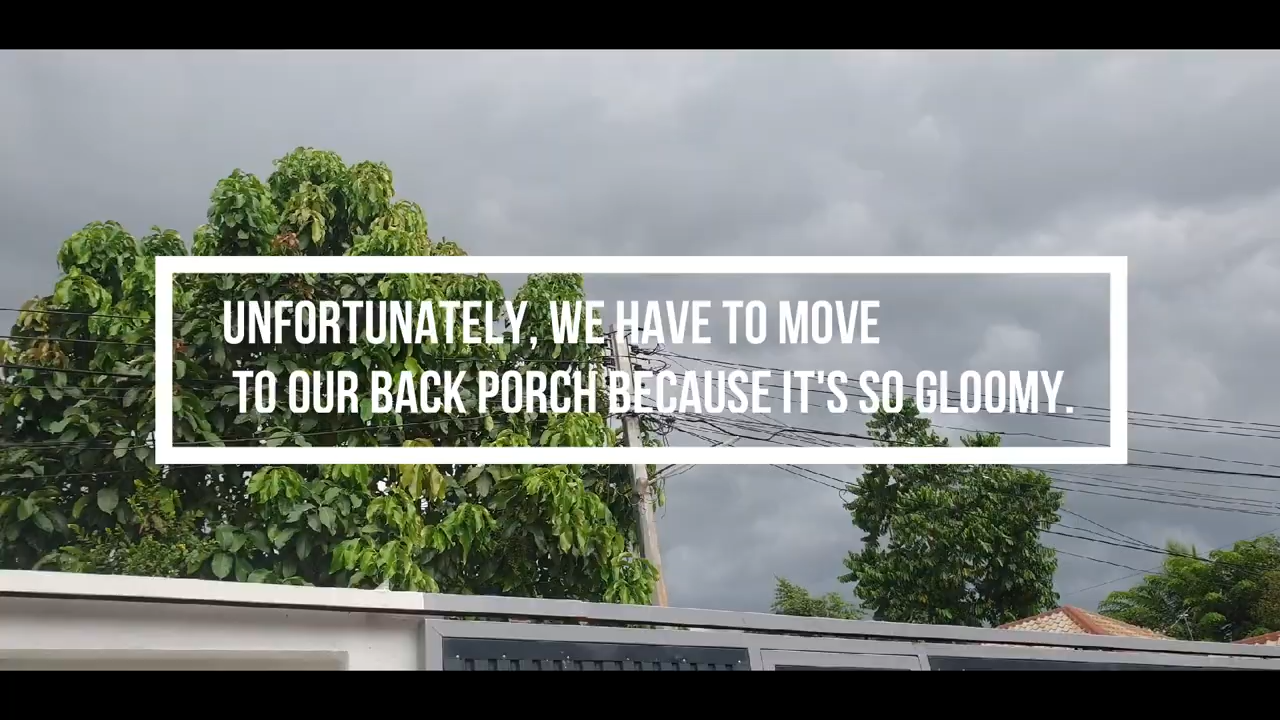 UNFORTUNATELY, WE HAVE TO MOVE
TO OUR BACK PORCH BECAUSE IT'S SO GLOOMY.